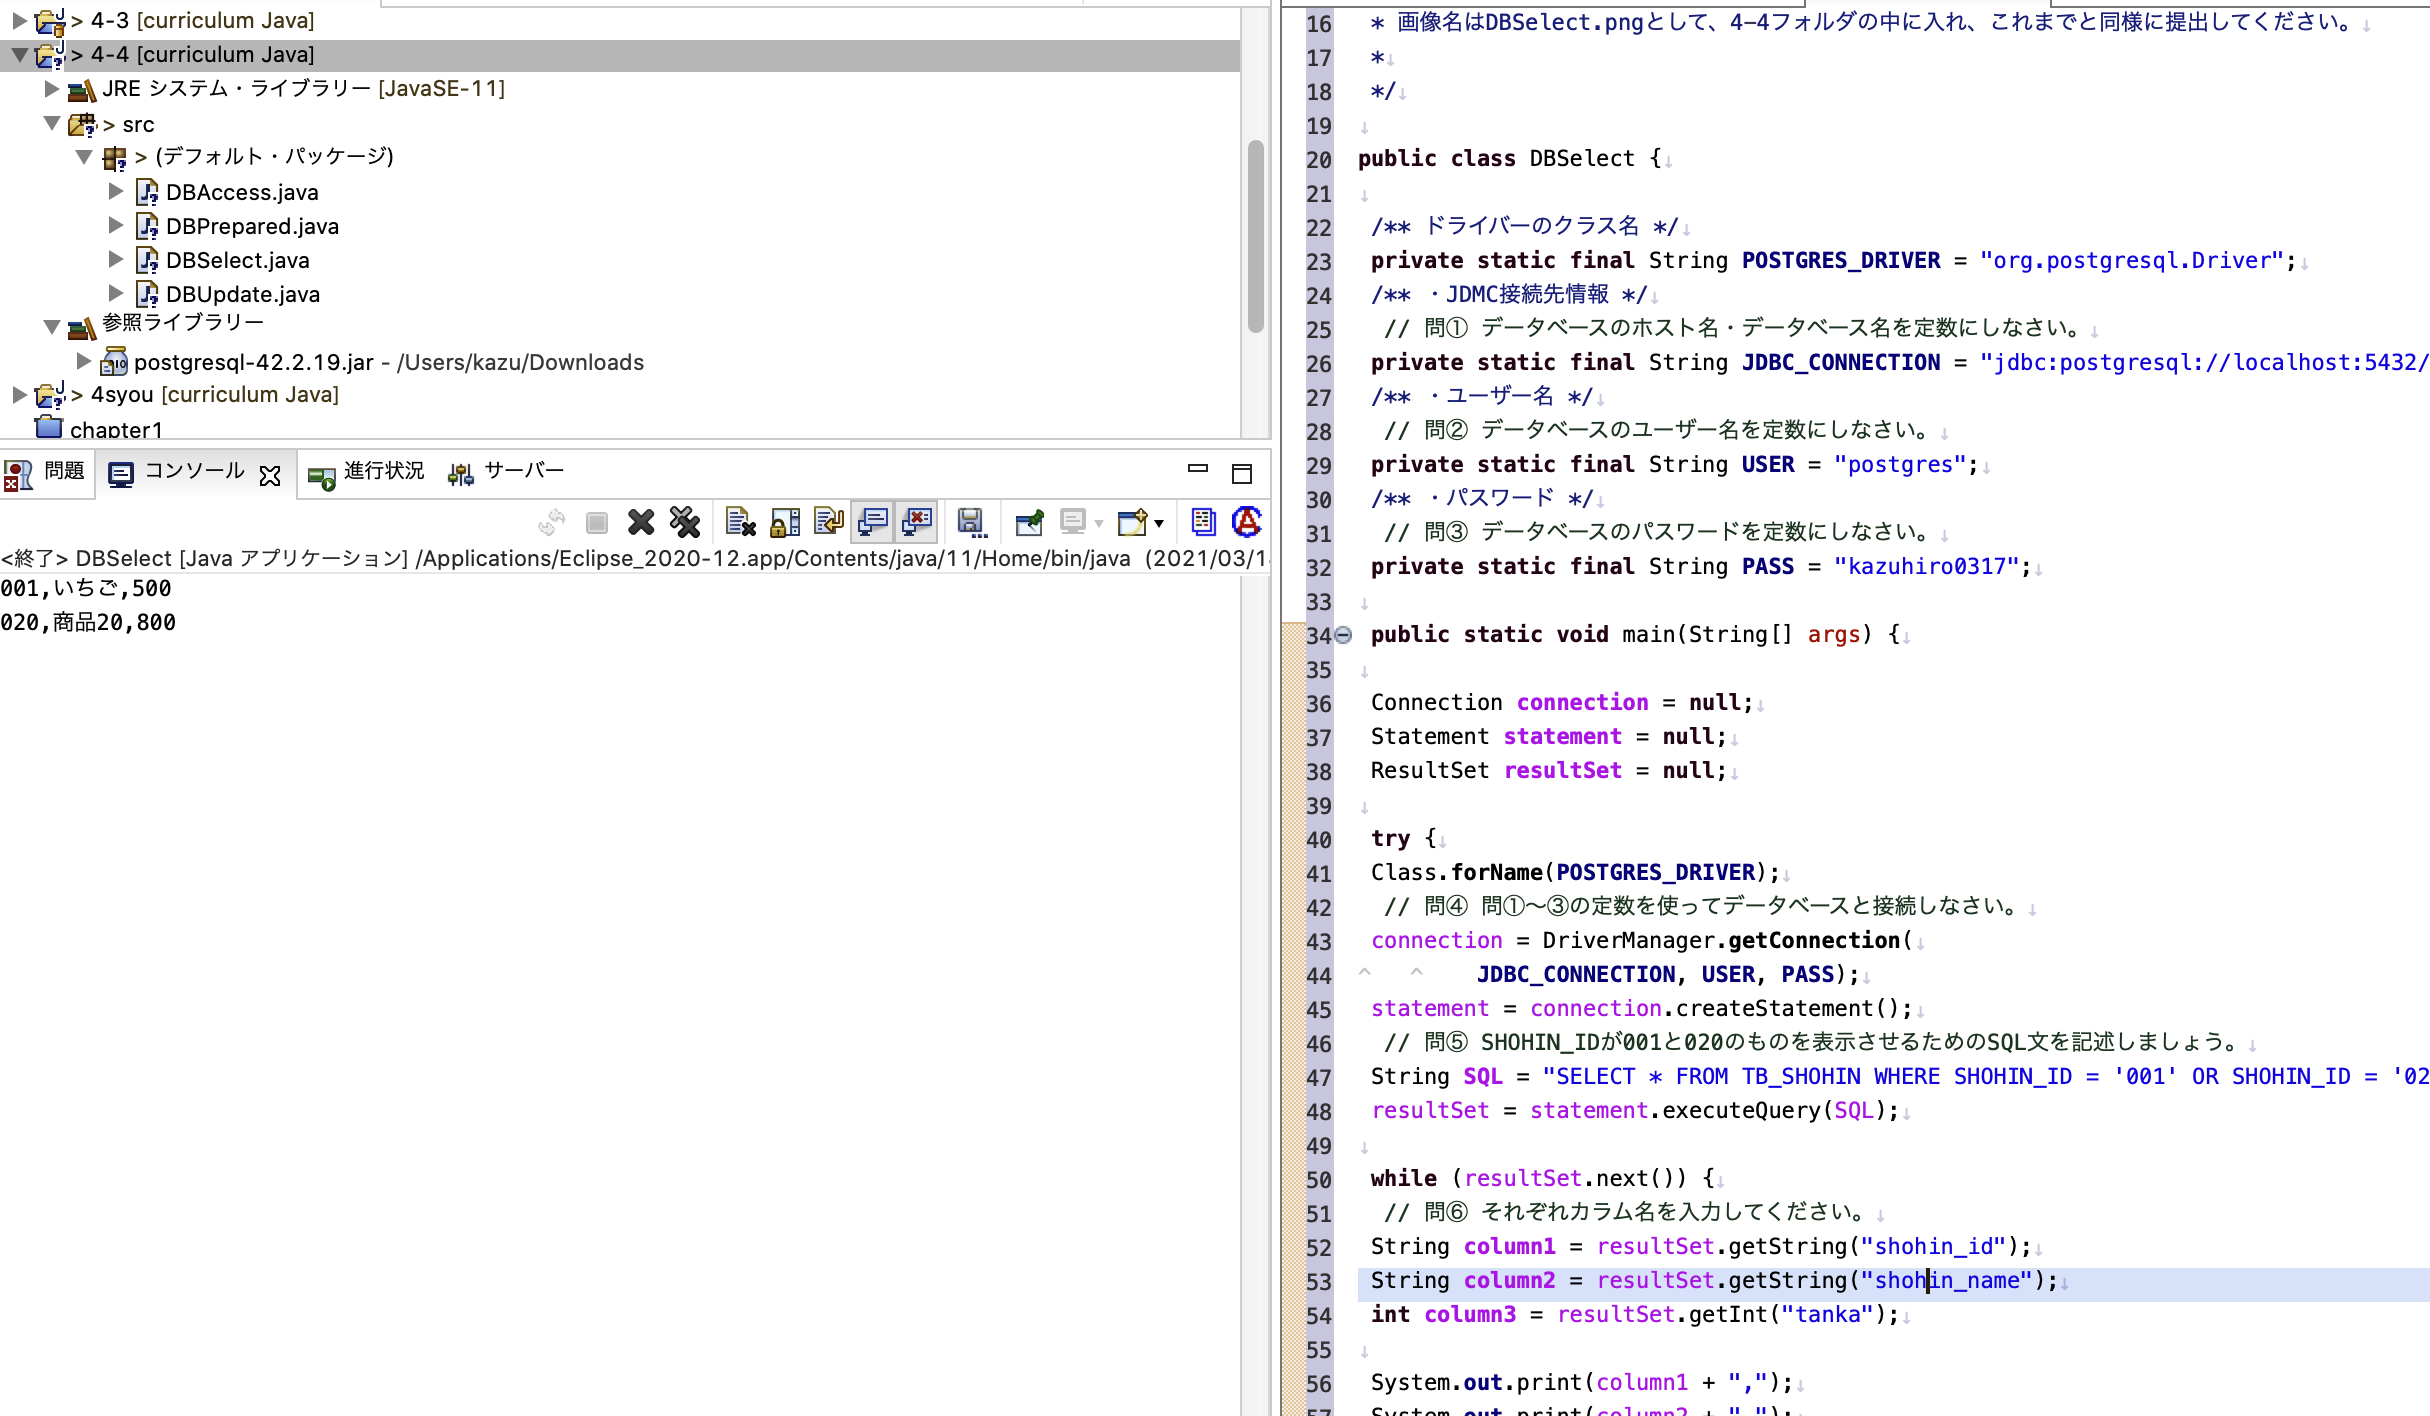 > 4-3 [curriculum Java]
> 4-4 [curriculum Java]
JRE システム・ライブラリー [JavaSE-11]
> src
> (デフォルト・パッケージ)
DBAccess.java
DBPrepared.java
DBSelect.java
DBUpdate.java
参照ライブラリー
postgresql-42.2.19.jar - /Users/kazu/Downloads
> 4syou [curriculum Java]
chapter1
問題 コンソール 進行状況 サーバー
<終了> DBSelect [Java アプリケーション] /Applications/Eclipse_2020-12.app/Contents/java/11/Home/bin/java (2021/03/1
001,いちご,500
020,商品20,800
16 * 画像名はDBSelect.pngとして、4-4フォルダの中に入れ、これまでと同様に提出してください。↓
17 *↓
18 */↓
19 ↓
20 public class DBSelect {↓
21 ↓
22 /** ドライバーのクラス名 */↓
23 private static final String POSTGRES_DRIVER = "org.postgresql.Driver";↓
24 /** ・JDMC接続先情報 */↓
25 // 問① データベースのホスト名・データベース名を定数にしなさい。↓
26 private static final String JDBC_CONNECTION = "jdbc:postgresql://localhost:5432/
27 /** ・ユーザー名 */↓
28 // 問② データベースのユーザー名を定数にしなさい。↓
29 private static final String USER = "postgres";↓
30 /** ・パスワード */↓
31 // 問③ データベースのパスワードを定数にしなさい。↓
32 private static final String PASS = "kazuhiro0317";↓
33 ↓
34 public static void main(String[] args) {↓
35 ↓
36 Connection connection = null;↓
37 Statement statement = null;↓
38 ResultSet resultSet = null;↓
39 ↓
40 try {↓
41 Class.forName(POSTGRES_DRIVER);↓
42 // 問④ 問①〜③の定数を使ってデータベースと接続しなさい。↓
43 connection = DriverManager.getConnection(↓
44 ^ ^ JDBC_CONNECTION, USER, PASS);↓
45 statement = connection.createStatement();↓
46 // 問⑤ SHOHIN_IDが001と020のものを表示させるためのSQL文を記述しましょう。↓
47 String SQL = "SELECT * FROM TB_SHOHIN WHERE SHOHIN_ID = '001' OR SHOHIN_ID = '02
48 resultSet = statement.executeQuery(SQL);↓
49 ↓
50 while (resultSet.next()) {↓
51 // 問⑥ それぞれカラム名を入力してください。↓
52 String column1 = resultSet.getString("shohin_id");↓
53 String column2 = resultSet.getString("shohin_name");↓
54 int column3 = resultSet.getInt("tanka");↓
55 ↓
56 System.out.print(column1 + ",");↓
57 System.out.print(column2 + ",");↓